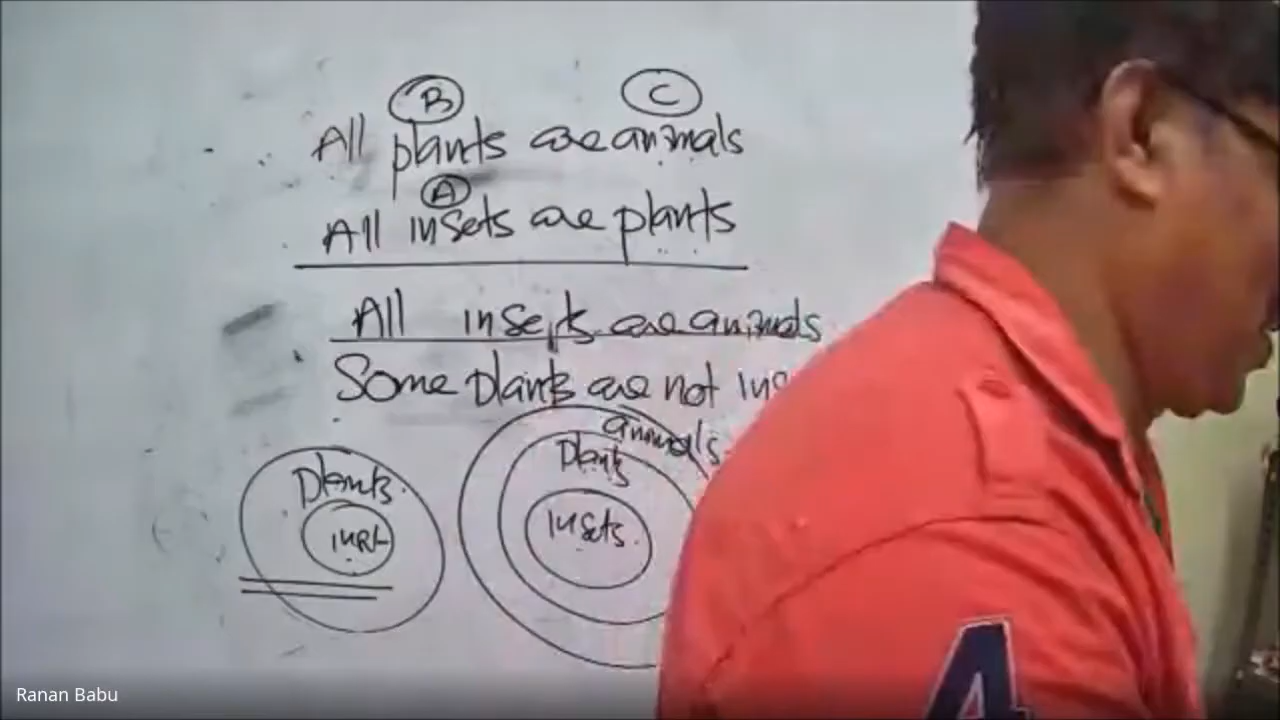 B C
All plants are animals
A
All insets are plants
All insets are animals
Some plants are not
animals
Plants
Plants
insets
4
Ranan Babu